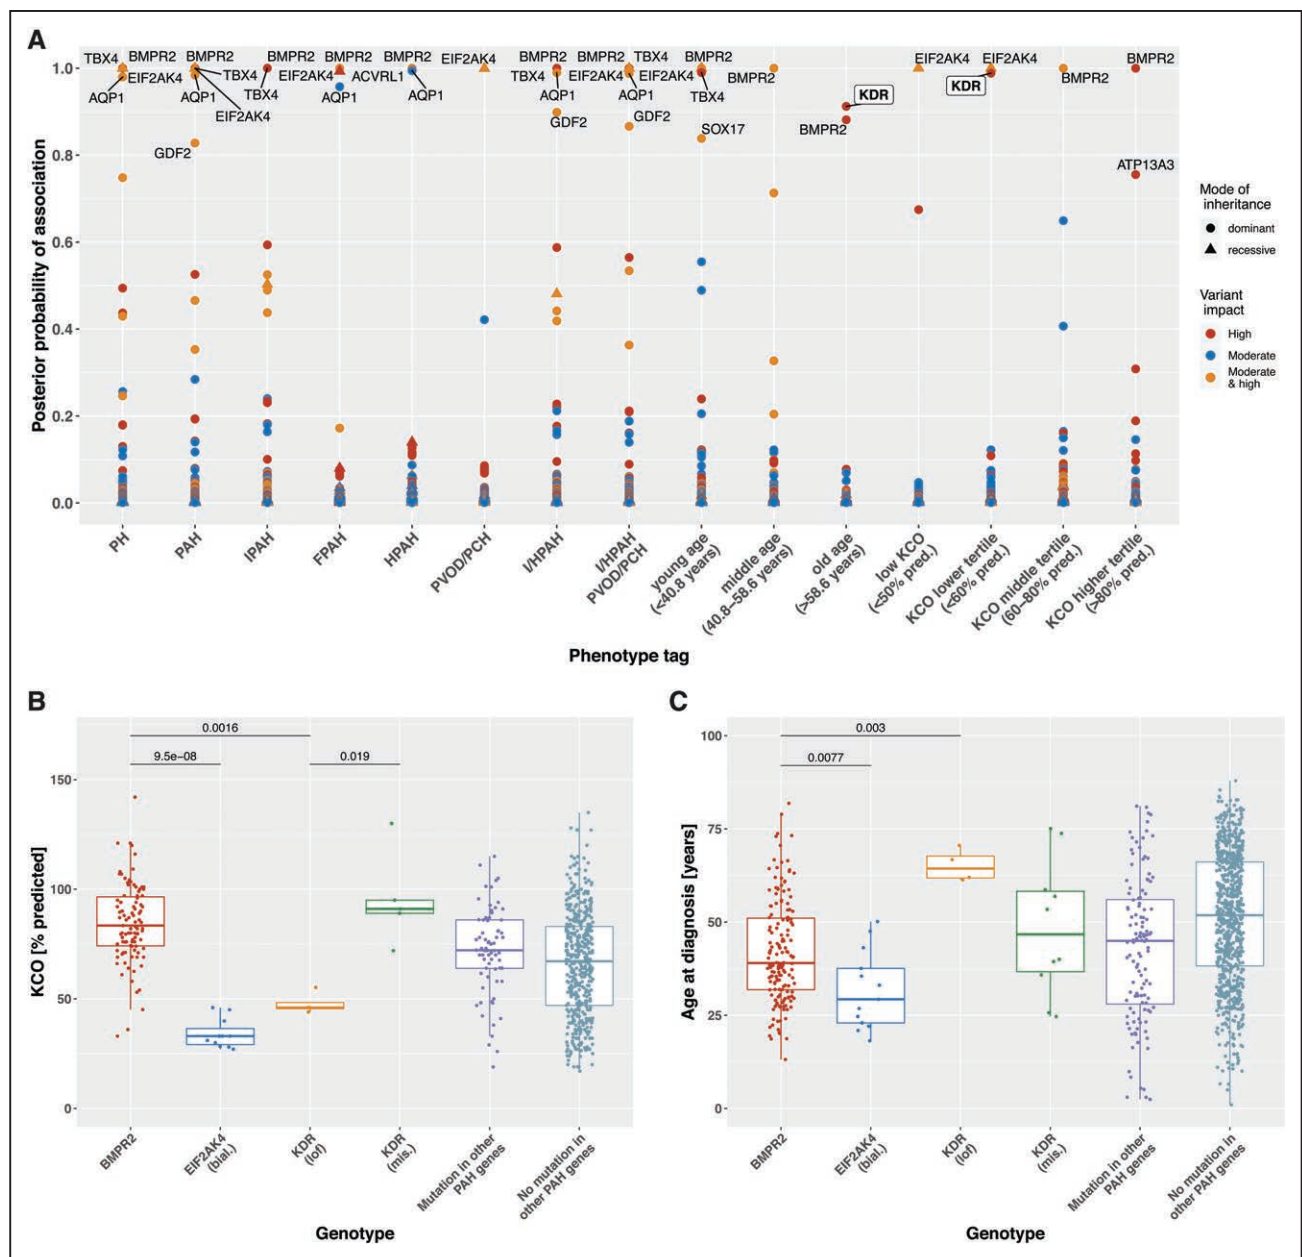 A
TBX4 BMPR2 BMPR2 BMPR2 BMPR2 BMPR2 EIF2AK4 BMPR2 BMPR2 TBX4 BMPR2 EIF2AK4 EIF2AK4 BMPR2
EIF2AK4 TBX4 EIF2AK4 ACVRL1 TBX4 EIF2AK4 EIF2AK4 BMPR2 KDR BMPR2
AQP1 AQP1 TBX4 AQP1 AQP1 AQP1 AQP1 TBX4 KDR
EIF2AK4 GDF2 GDF2 BMPR2
GDF2 SOX17
ATP13A3
Posterior probability of association
1.0
0.8
0.6
0.4
0.2
0.0
PH
PAH
IPAH
FPAH
HPAH
PVOD/PCH
I/HPAH
I/HPAH
PVOD/PCH
young age
(<40.8 years)
middle age
(40.8–58.6 years)
old age
(>58.6 years)
low KCO
(<50% pred.)
KCO lower tertile
(<60% pred.)
KCO middle tertile
(60–80% pred.)
KCO higher tertile
(>80% pred.)
Phenotype tag
Mode of
inheritance
dominant
recessive
Variant
impact
High
Moderate
Moderate
& high
B
0.0016
9.5e−08 0.019
KCO [% predicted]
150
100
50
0
BMPR2
EIF2AK4
(bial.)
KDR
(lof)
KDR
(mis.)
Mutation in other
PAH genes
No mutation in
other PAH genes
Genotype
C
0.003
0.0077
Age at diagnosis [years]
100
75
50
25
0
BMPR2
EIF2AK4
(bial.)
KDR
(lof)
KDR
(mis.)
Mutation in other
PAH genes
No mutation in
other PAH genes
Genotype